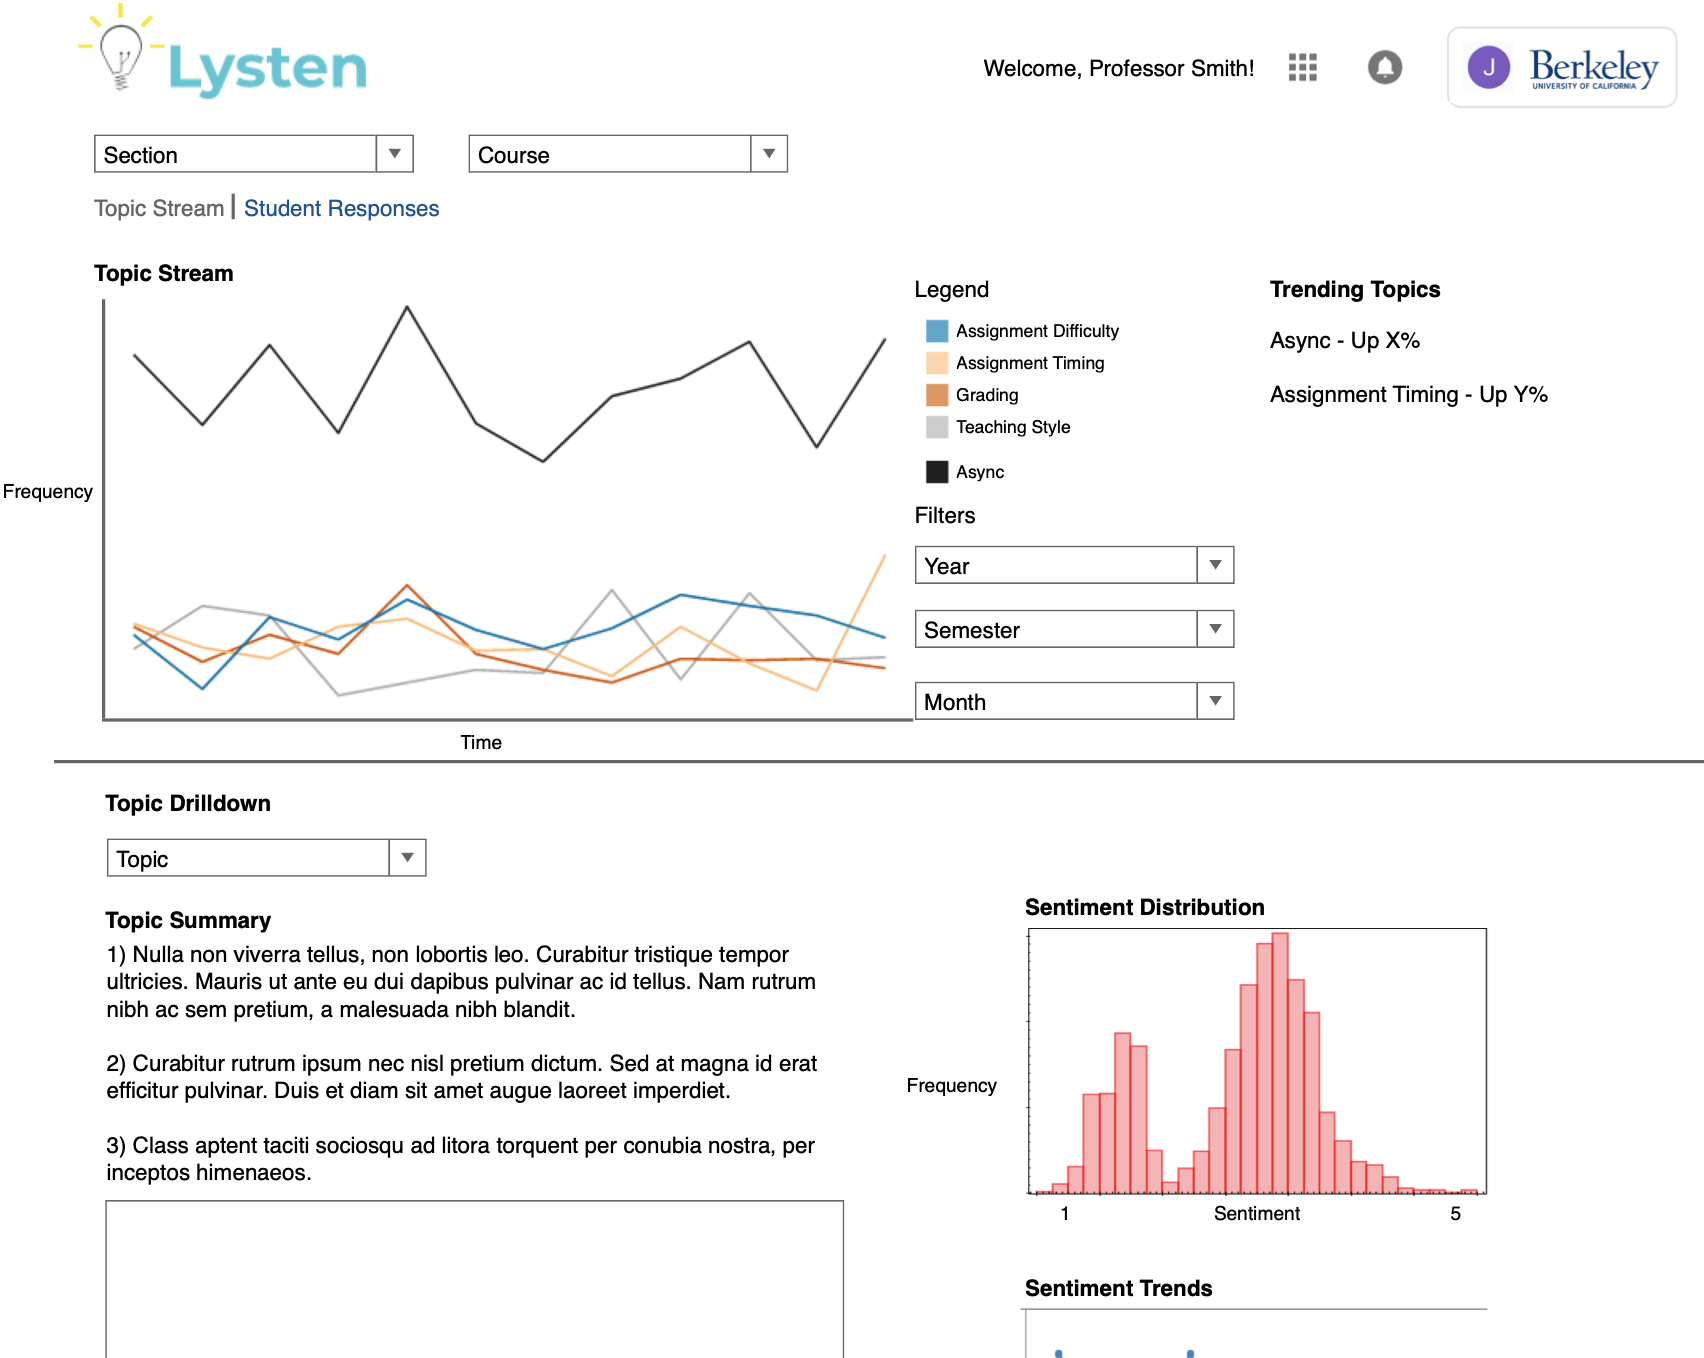 Lysten
Welcome, Professor Smith!
J
Berkeley
UNIVERSITY OF CALIFORNIA
Section
Course
Topic Stream | Student Responses
Topic Stream
Frequency
Time
Legend
Assignment Difficulty
Assignment Timing
Grading
Teaching Style
Async
Filters
Year
Semester
Month
Trending Topics
Async - Up X%
Assignment Timing - Up Y%
Topic Drilldown
Topic
Topic Summary
1) Nulla non viverra tellus, non lobortis leo. Curabitur tristique tempor
ultricies. Mauris ut ante eu dui dapibus pulvinar ac id tellus. Nam rutrum
nibh ac sem pretium, a malesuada nibh blandit.
2) Curabitur rutrum ipsum nec nisl pretium dictum. Sed at magna id erat
efficitur pulvinar. Duis et diam sit amet augue laoreet imperdiet.
3) Class aptent taciti sociosqu ad litora torquent per conubia nostra, per
inceptos himenaeos.
Sentiment Distribution
Frequency
1 Sentiment 5
Sentiment Trends